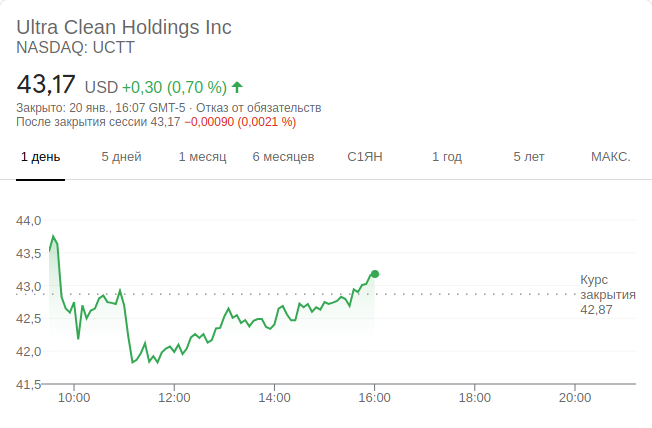 Ultra Clean Holdings Inc
NASDAQ: UCTT
43,17 USD +0,30 (0,70 %)
Закрыто: 20 янв., 16:07 GMT-5 · Отказ от обязательств
После закрытия сессии 43,17 −0,00090 (0,0021 %)
1 день 5 дней 1 месяц 6 месяцев С1ЯН 1 год 5 лет МАКС.
44,0
43,5
43,0
42,5
42,0
41,5
Курс
закрытия
42,87
10:00 12:00 14:00 16:00 18:00 20:00